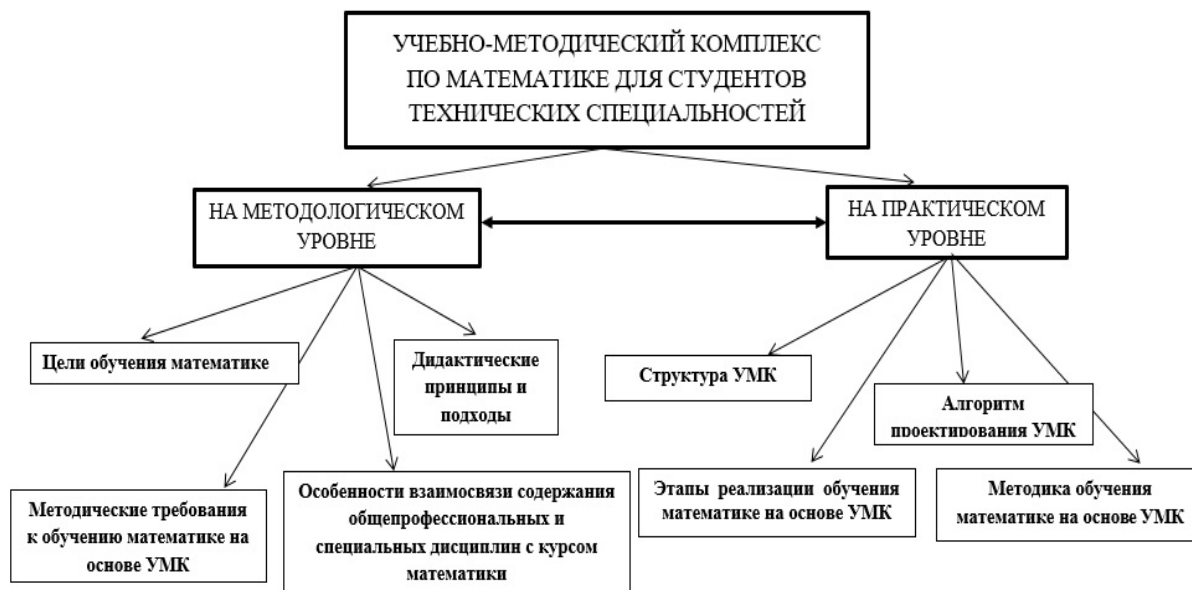 УЧЕБНО-МЕТОДИЧЕСКИЙ КОМПЛЕКС
ПО МАТЕМАТИКЕ ДЛЯ СТУДЕНТОВ
ТЕХНИЧЕСКИХ СПЕЦИАЛЬНОСТЕЙ
НА МЕТОДОЛОГИЧЕСКОМ
УРОВНЕ
НА ПРАКТИЧЕСКОМ
УРОВНЕ
Цели обучения математике
Дидактические
принципы и
подходы
Структура УМК
Алгоритм
проектирования УМК
Методические требования
к обучению математике на
основе УМК
Особенности взаимосвязи содержания
общепрофессиональных и
специальных дисциплин с курсом
математики
Этапы реализации обучения
математике на основе УМК
Методика обучения
математике на основе УМК